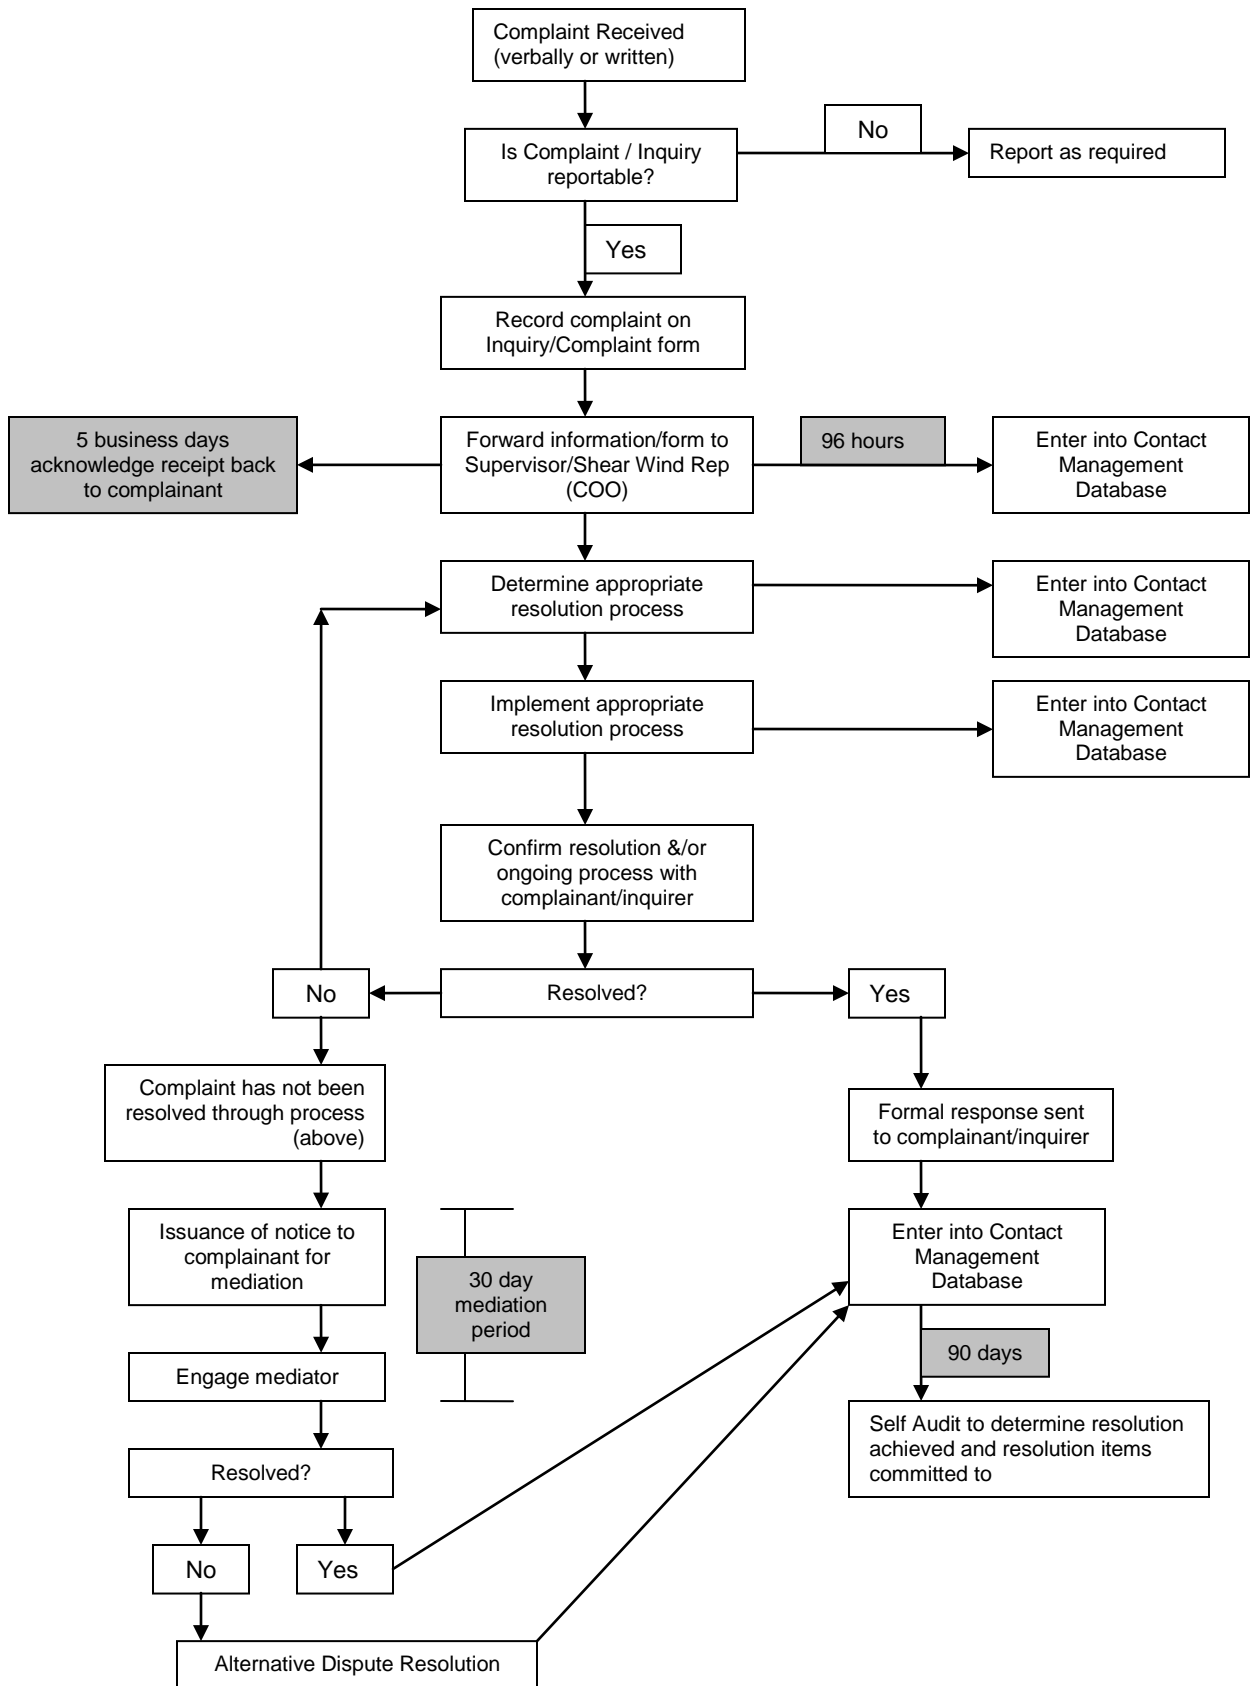 Complaint Received
(verbally or written)
No
Is Complaint / Inquiry
reportable?
Report as required
Yes
Record complaint on
Inquiry/Complaint form
5 business days
acknowledge receipt back
to complainant
Forward information/form to
Supervisor/Shear Wind Rep
(COO)
96 hours
Enter into Contact
Management
Database
Determine appropriate
resolution process
Enter into Contact
Management
Database
Implement appropriate
resolution process
Enter into Contact
Management
Database
Confirm resolution &/or
ongoing process with
complainant/inquirer
No
Resolved?
Yes
Complaint has not been
resolved through process
(above)
Formal response sent
to complainant/inquirer
Issuance of notice to
complainant for
mediation
30 day
mediation
period
Enter into Contact
Management
Database
90 days
Engage mediator
Self Audit to determine resolution
achieved and resolution items
committed to
Resolved?
No
Yes
Alternative Dispute Resolution